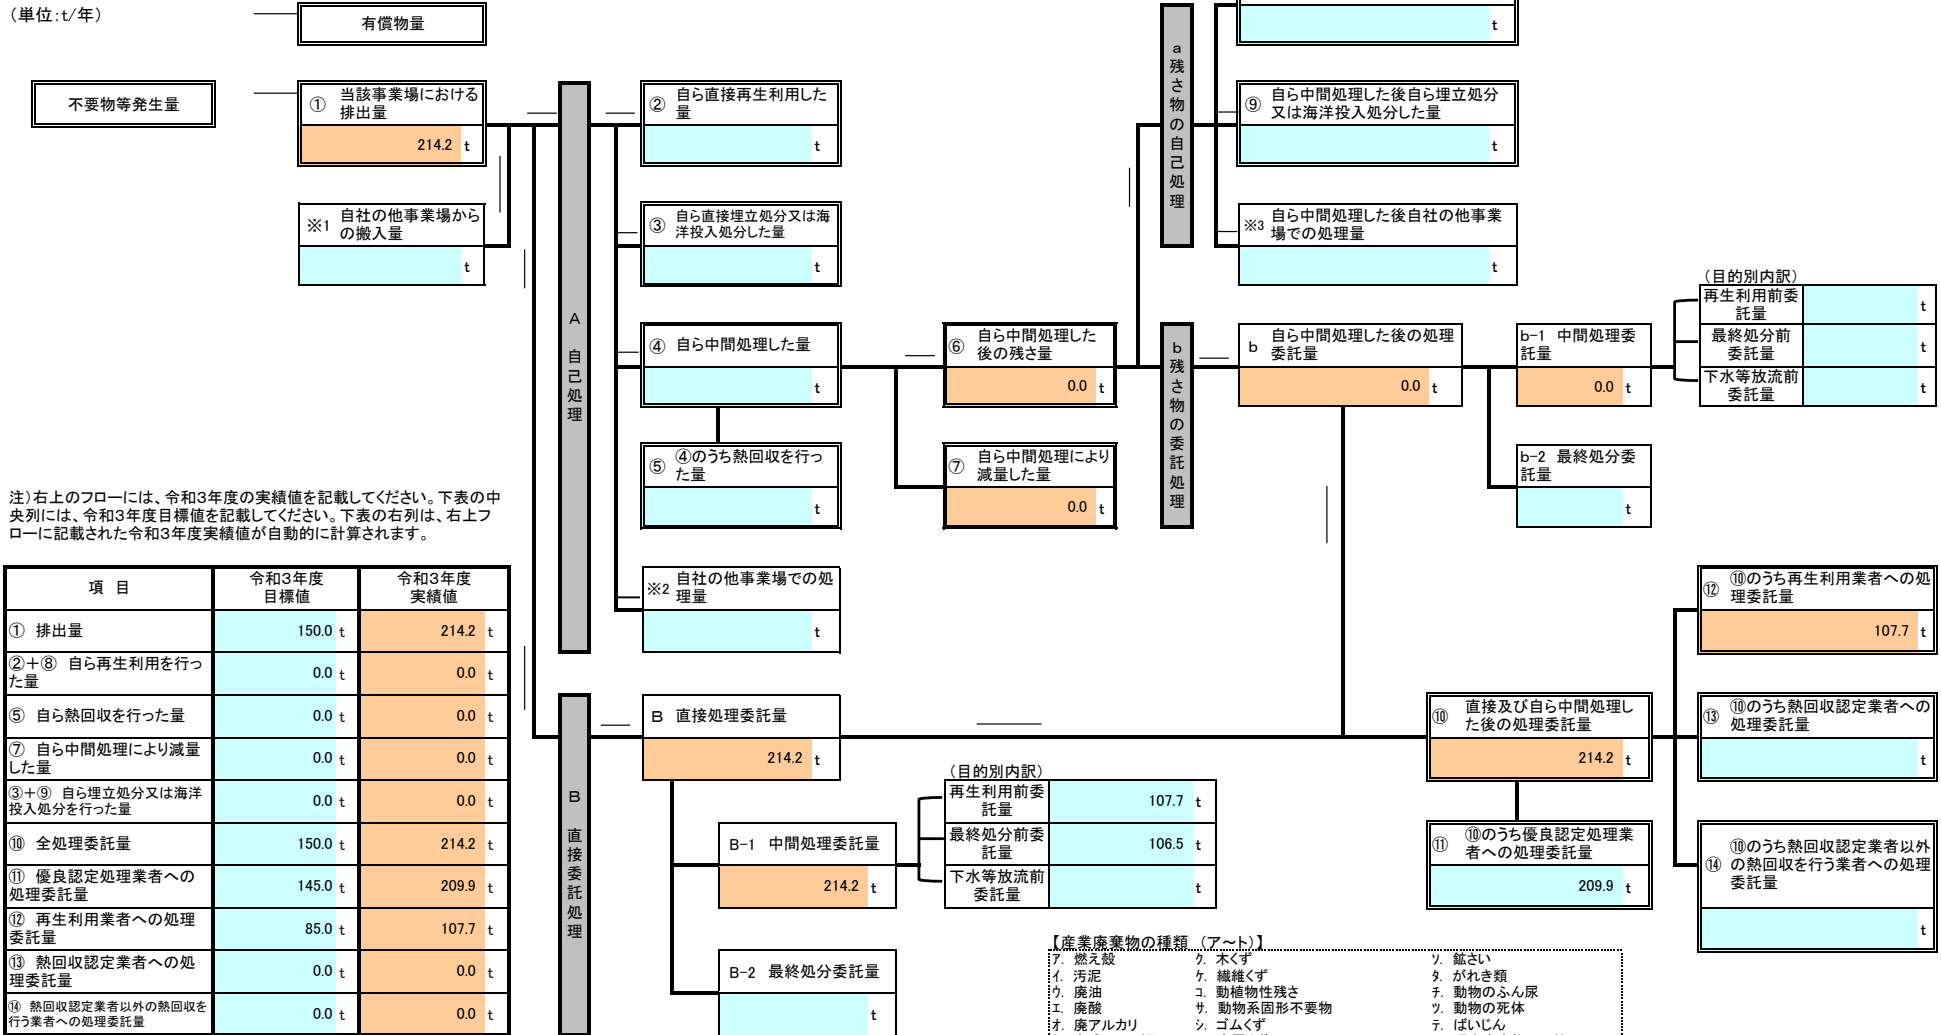 (単位:t/年)
有償物量
t
不要物等発生量
① 当該事業場における
排出量
214.2 t
② 自ら直接再生利用した
量
t
a
残さ物の自己処理
⑨ 自ら中間処理した後自ら埋立処分
又は海洋投入処分した量
t
※1 自社の他事業場から
の搬入量
t
③ 自ら直接埋立処分又は海
洋投入処分した量
t
※3 自ら中間処理した後自社の他事業
場での処理量
t
A
自己処理
④ 自ら中間処理した量
t
⑥ 自ら中間処理した
後の残さ量
0.0 t
b
残さ物の委託処理
b 自ら中間処理した後の処理
委託量
0.0 t
b-1 中間処理委
託量
0.0 t
(目的別内訳)
再生利用前委
託量
t
最終処分前
委託量
t
下水等放流前
委託量
t
⑤ ④のうち熱回収を行っ
た量
t
⑦ 自ら中間処理により
減量した量
0.0 t
b-2 最終処分委
託量
t
注)右上のフローには、令和3年度の実績値を記載してください。下表の中
央列には、令和3年度目標値を記載してください。下表の右列は、右上フ
ローに記載された令和3年度実績値が自動的に計算されます。
※2 自社の他事業場での処
理量
t
項 目
令和3年度
目標値
令和3年度
実績値
① 排出量 150.0 t 214.2 t
②+⑧ 自ら再生利用を行っ
た量
0.0 t 0.0 t
⑤ 自ら熱回収を行った量 0.0 t 0.0 t
⑦ 自ら中間処理により減量
した量
0.0 t 0.0 t
③+⑨ 自ら埋立処分又は海洋
投入処分を行った量
0.0 t 0.0 t
⑩ 全処理委託量 150.0 t 214.2 t
⑪ 優良認定処理業者への
処理委託量
145.0 t 209.9 t
⑫ 再生利用業者への処理
委託量
85.0 t 107.7 t
⑬ 熱回収認定業者への処
理委託量
0.0 t 0.0 t
⑭ 熱回収認定業者以外の熱回収を
行う業者への処理委託量
0.0 t 0.0 t
B
直接委託処理
B 直接処理委託量
214.2 t
B-1 中間処理委託量
214.2 t
(目的別内訳)
再生利用前委
託量
107.7 t
最終処分前委
託量
106.5 t
下水等放流前
委託量
t
B-2 最終処分委託量
t
⑩ 直接及び自ら中間処理し
た後の処理委託量
214.2 t
⑪ ⑩のうち優良認定処理業
者への処理委託量
209.9 t
⑫ ⑩のうち再生利用業者への処
理委託量
107.7 t
⑬ ⑩のうち熱回収認定業者への
処理委託量
t
⑭ ⑩のうち熱回収認定業者以外
の熱回収を行う業者への処理
委託量
t
【産業廃棄物の種類 (ア~ト)】
ア. 燃え殻 ク. 木くず ソ. 鉱さい
イ. 汚泥 ケ. 繊維くず タ. がれき類
ウ. 廃油 コ. 動植物性残さ チ. 動物のふん尿
エ. 廃酸 サ. 動物系固形不要物 ツ. 動物の死体
オ. 廃アルカリ シ. ゴムくず テ. ばいじん